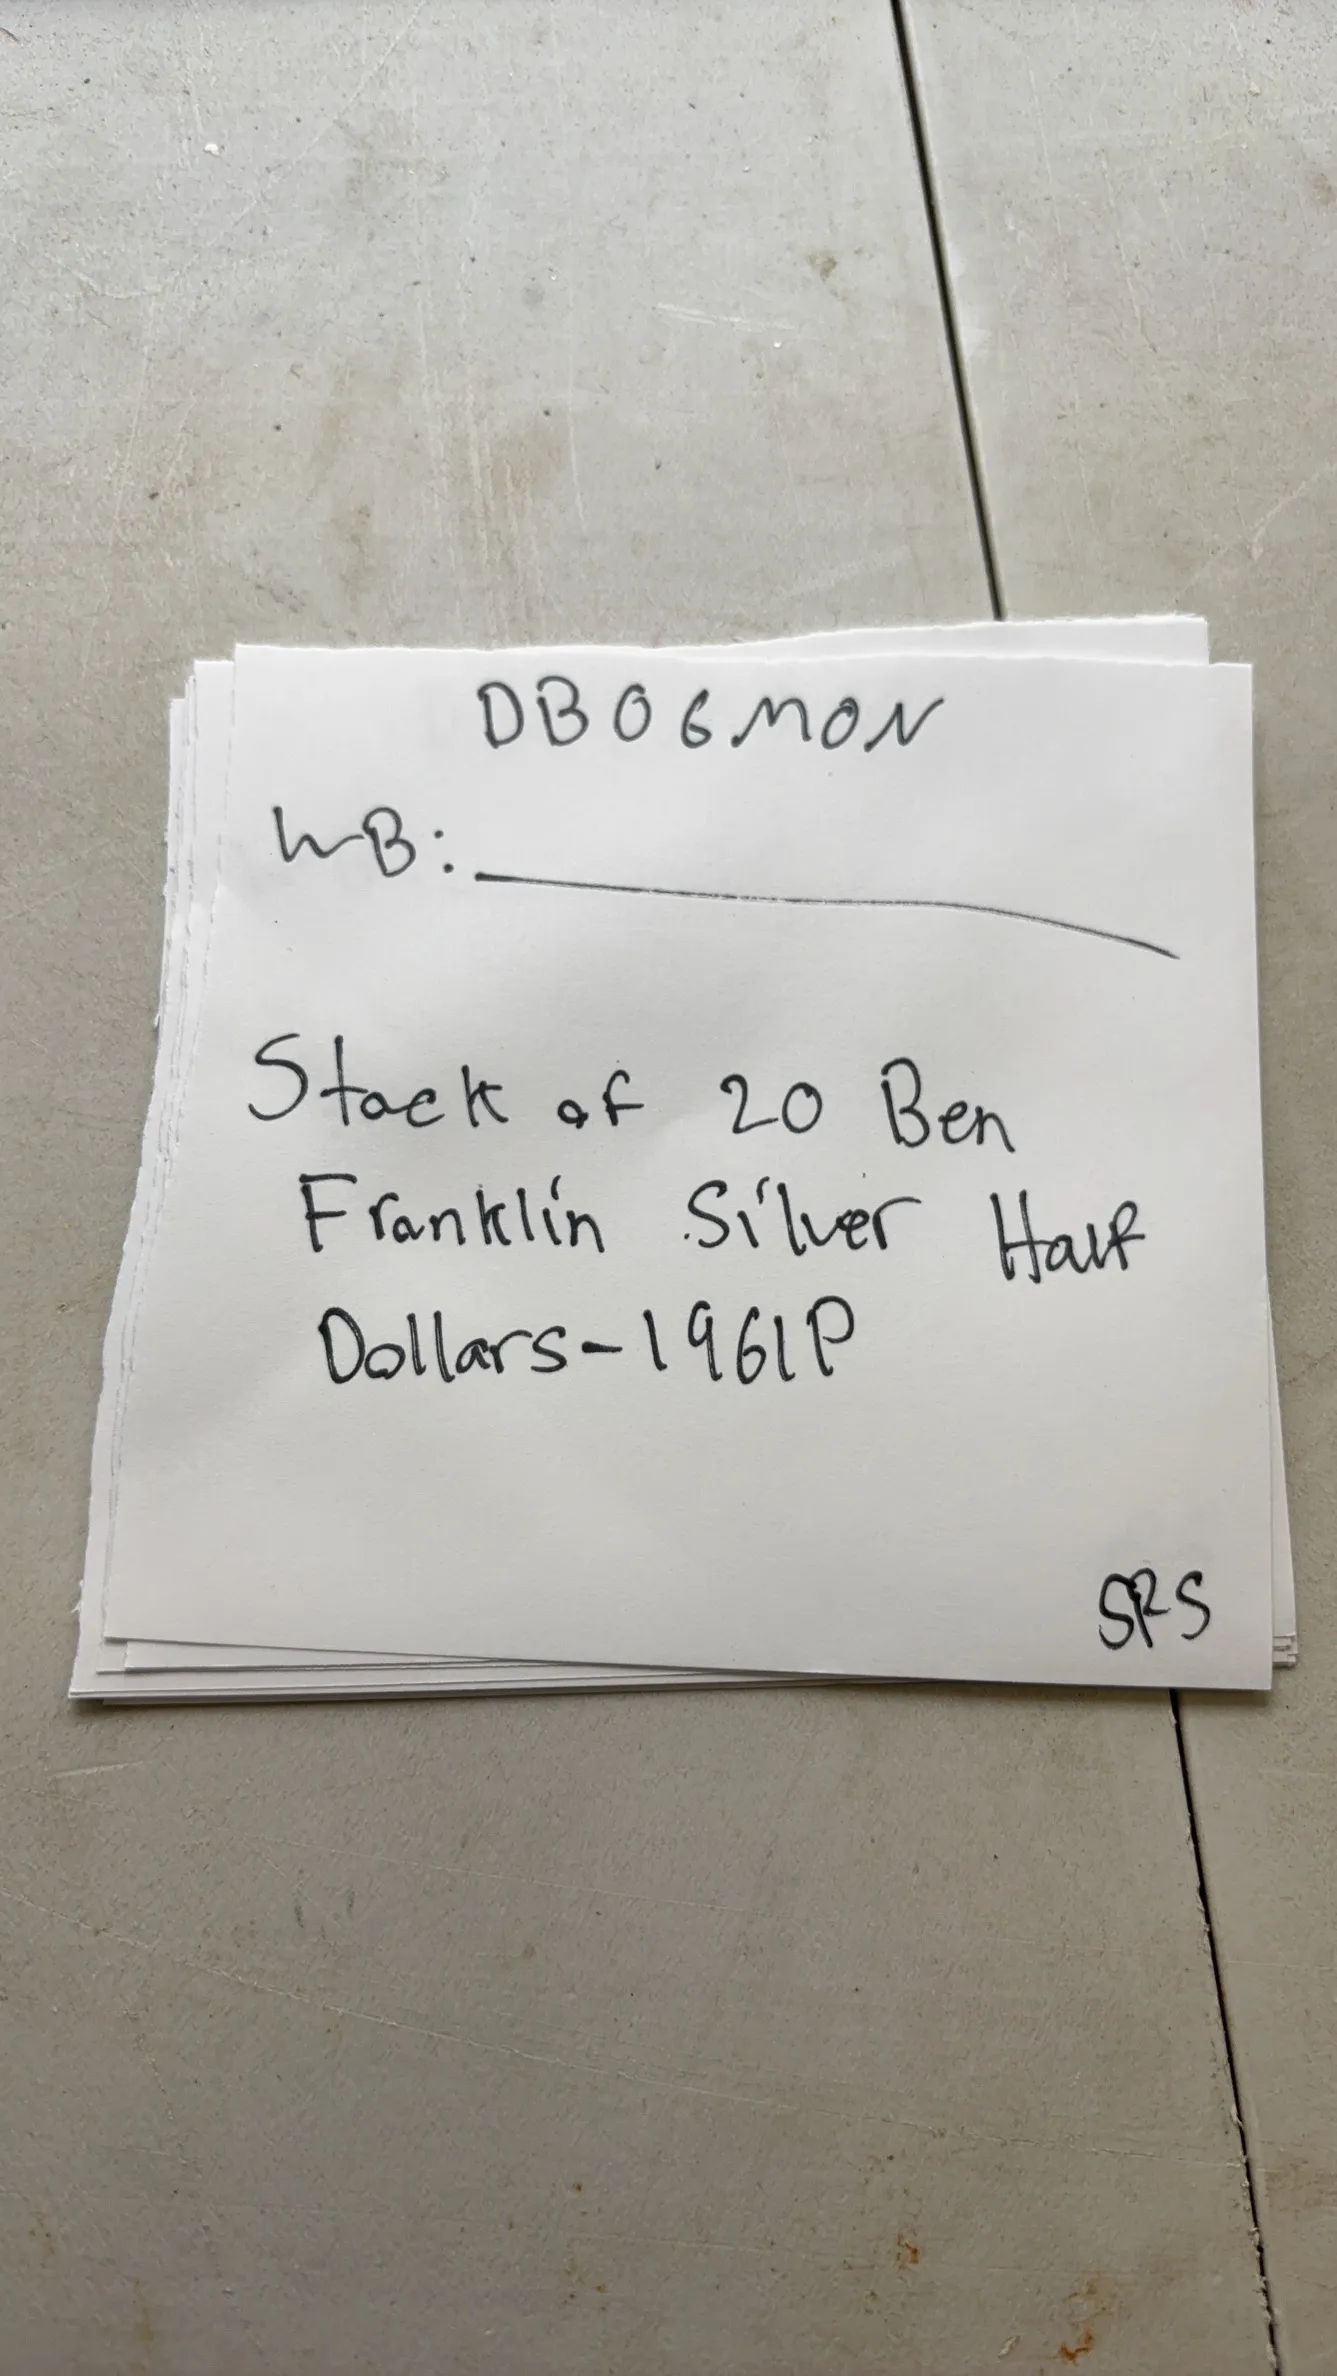 DB06MON
WB:
Stack of 20 Ben
Franklin Silver Half
Dollars-1961P
SRS